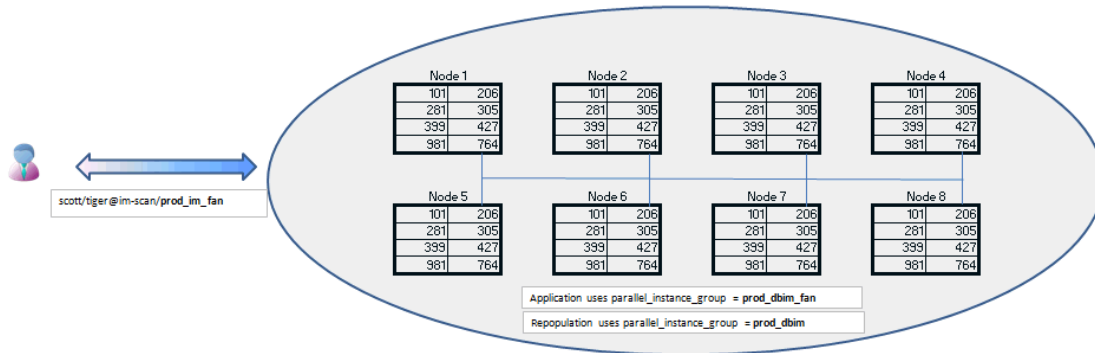 Node 1 Node 2 Node 3 Node 4
101 206 101 206 101 206 101 206
281 305 281 305 281 305 281 305
399 427 399 427 399 427 399 427
981 764 981 764 981 764 981 764
scott/tiger@im-scan/prod_im_fan
Node 5 Node 6 Node 7 Node 8
101 206 101 206 101 206 101 206
281 305 281 305 281 305 281 305
399 427 399 427 399 427 399 427
981 764 981 764 981 764 981 764
Application uses parallel_instance_group = prod_dbim_fan
Repopulation uses parallel_instance_group = prod_dbim